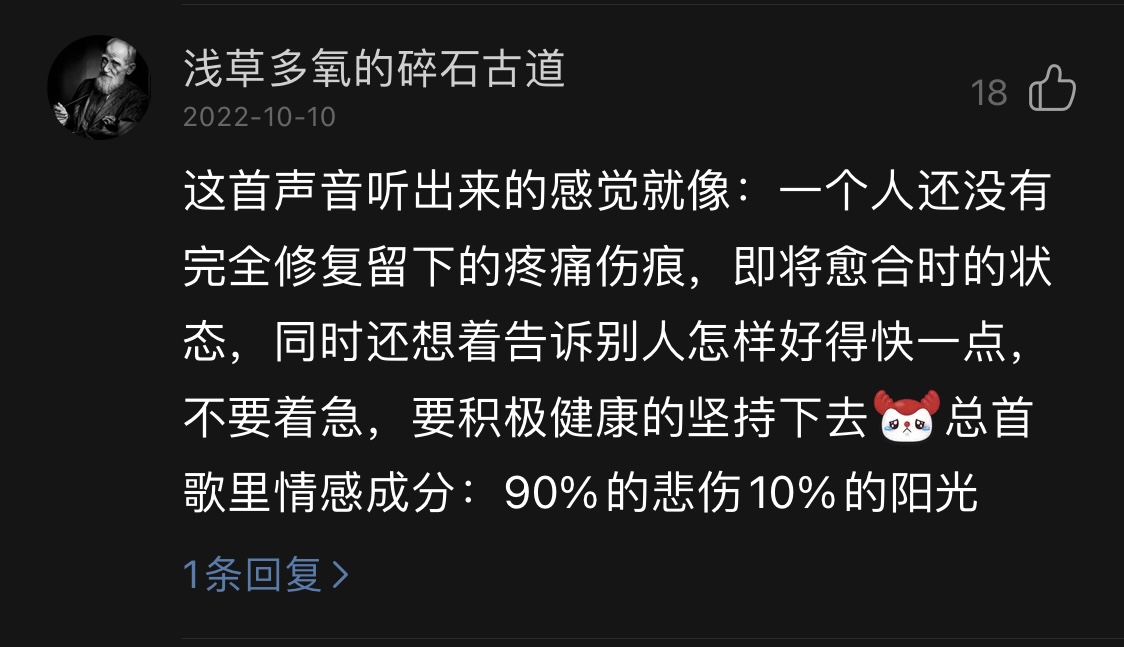 浅草多氧的碎石古道
2022-10-10
18
这首声音听出来的感觉就像：一个人还没有
完全修复留下的疼痛伤痕，即将愈合时的状
态，同时还想着告诉别人怎样好得快一点，
不要着急，要积极健康的坚持下去总首
歌里情感成分：90%的悲伤10%的阳光
1条回复